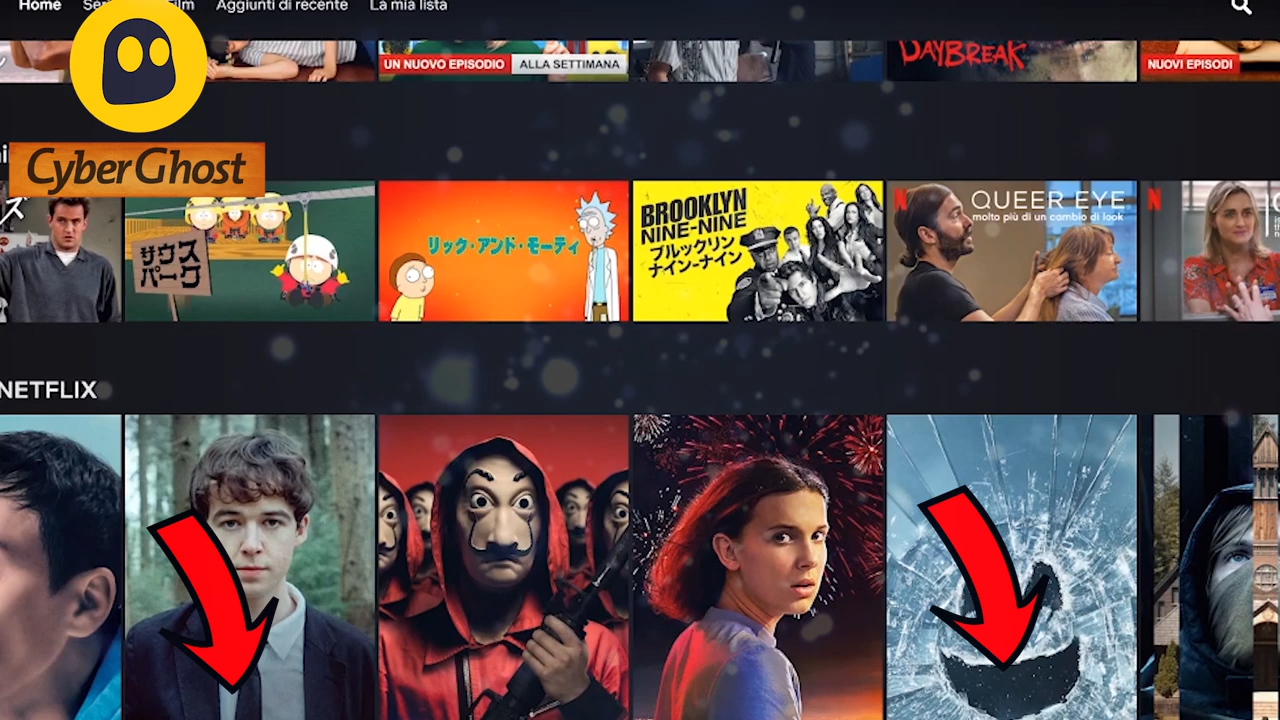 Home
Film
Aggiunti di recente
La mia lista
UN NUOVO EPISODIO
ALLA SETTIMANA
DAYBREAK
NUOVI EPISODI
CyberGhost
サウス
パーク
リック・アンド・モーティ
BROOKLYN
NINE-NINE
ブルックリン
ナイン-ナイン
N
QUEER EYE
molto più di un cambio di look
N
NETFLIX